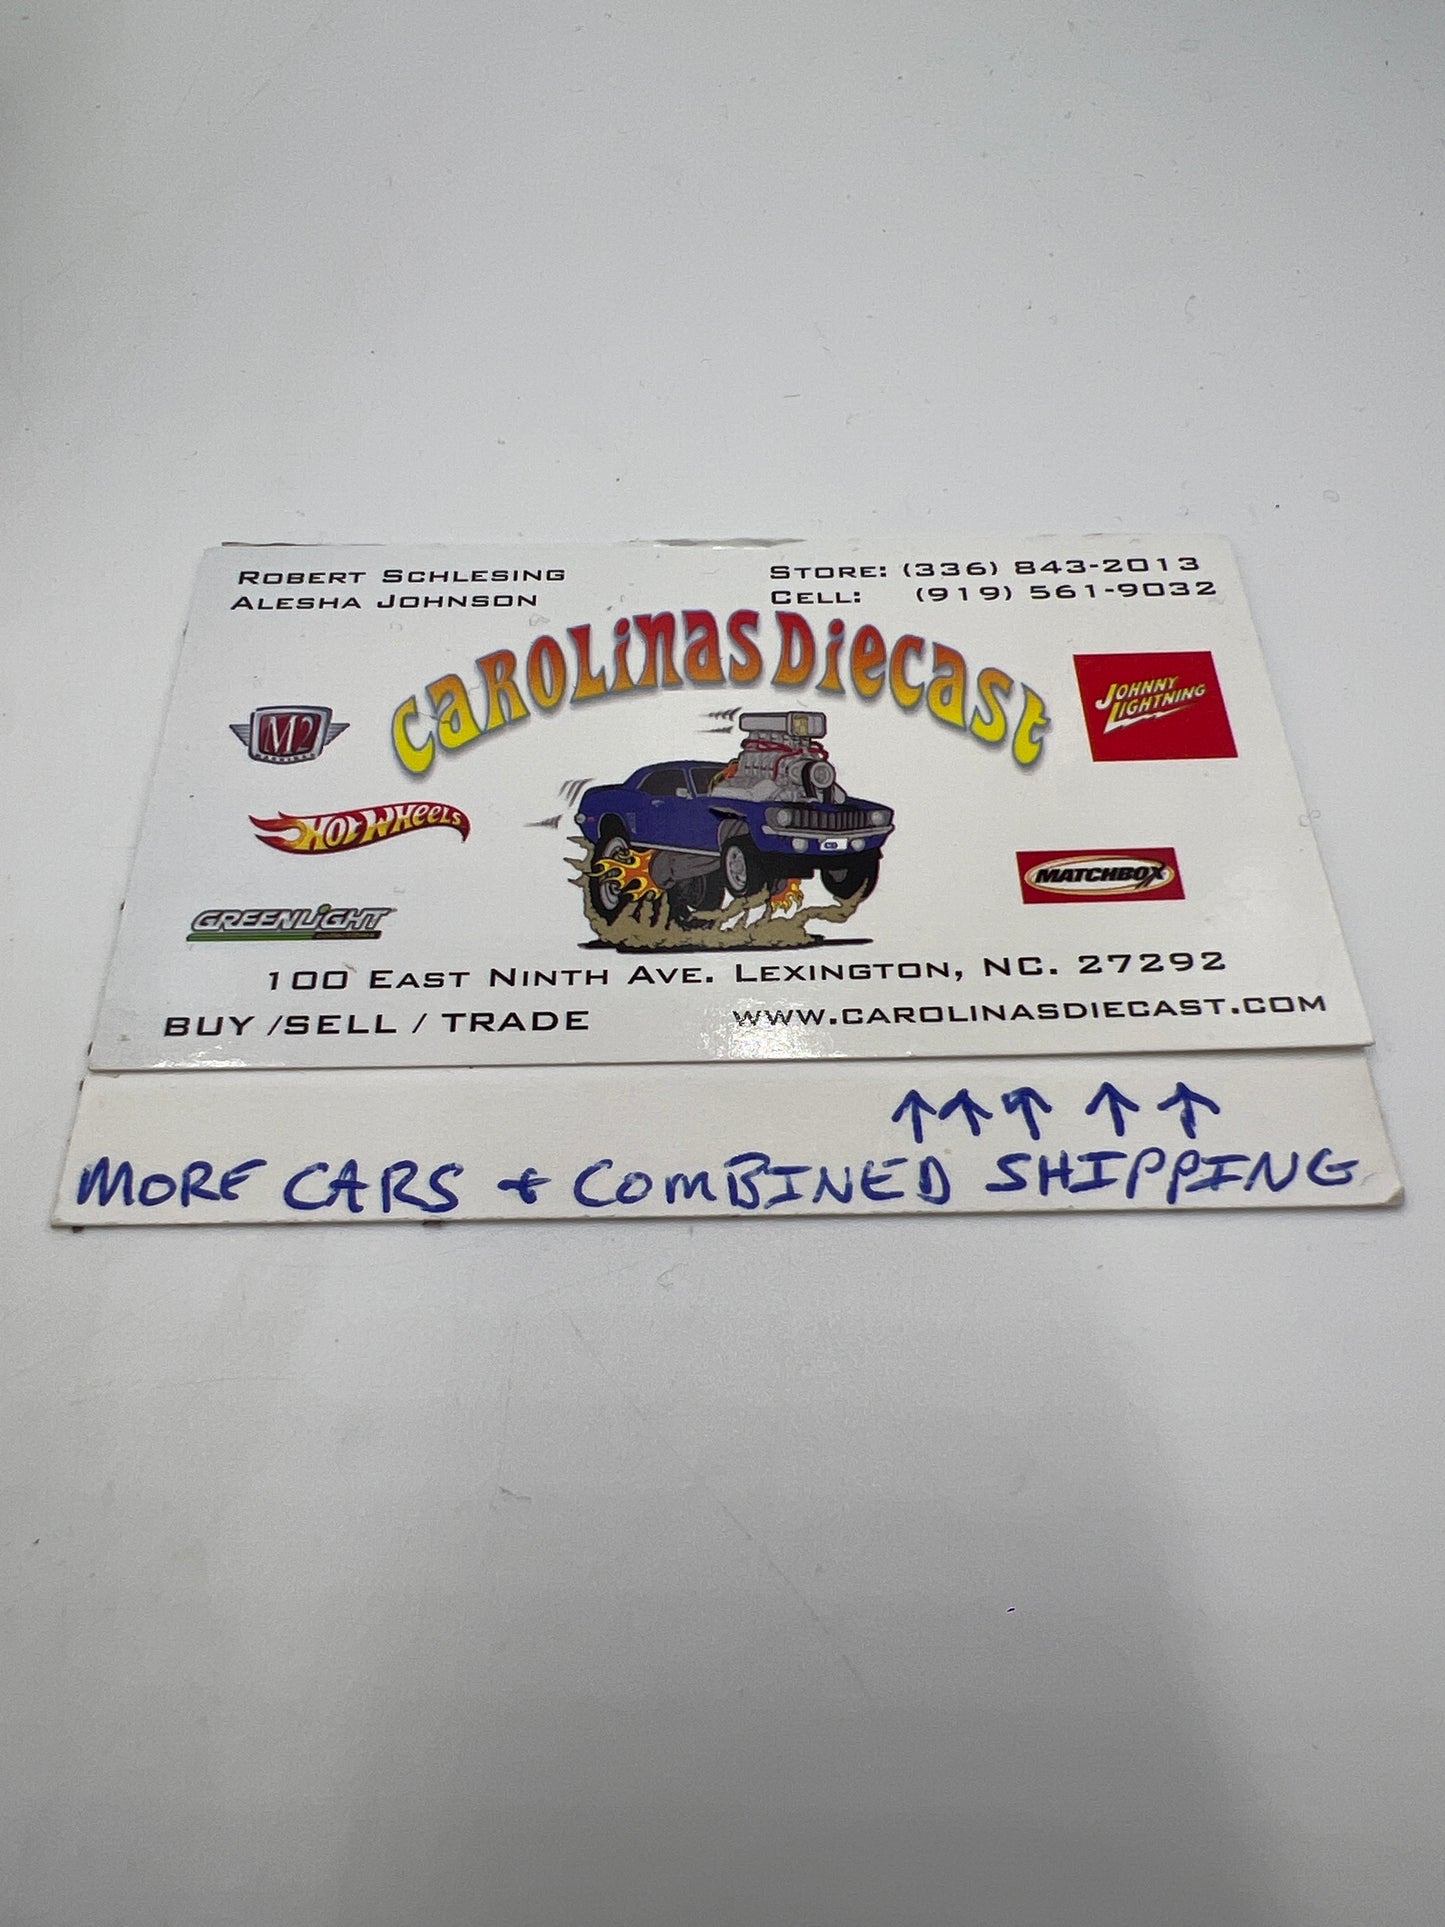 ROBERT SCHLESING
ALESHA JOHNSON
STORE: (336) 843-2013
CELL: (919) 561-9032
CAROLINAS DIECAST
M2
JOHNNY
LIGHTNING
HOT WHEELS
MATCHBOX
GREENLIGHT
100 EAST NINTH AVE. LEXINGTON, NC. 27292
BUY /SELL / TRADE
WWW.CAROLINASDIECAST.COM
MORE CARS + COMBINED SHIPPING